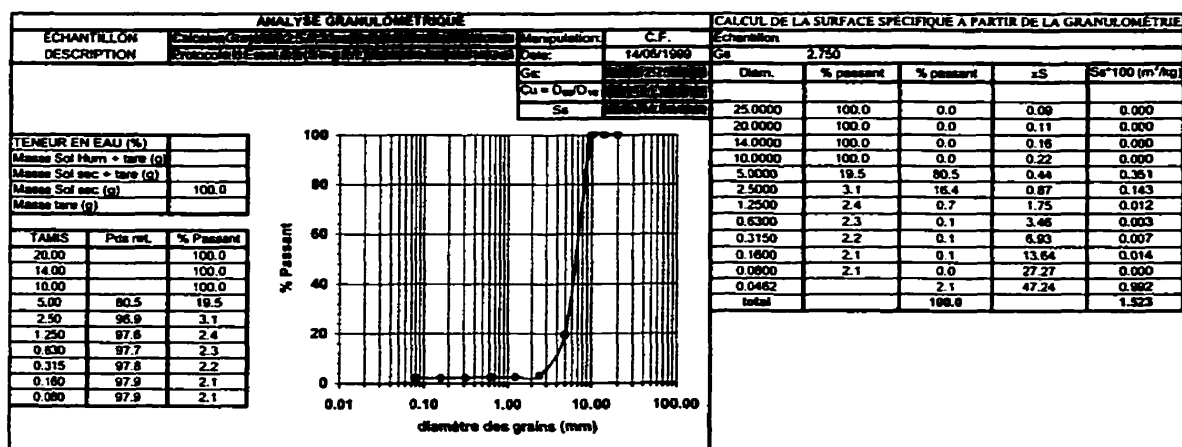 ANALYSE GRANULOMÉTRIQUE
ÉCHANTILLON
Manipulation: C.F.
DESCRIPTION
Date: 14/06/1999
Gs:
Cu = D60/D10
Ss
TENEUR EN EAU (%)
Masse Sol Hum + tare (g)
Masse Sol sec + tare (g)
Masse Sol sec (g) 100.0
Masse tare (g)
TAMIS Pds ret. % Passant
20.00 100.0
14.00 100.0
10.00 100.0
5.00 80.5 19.5
2.50 96.9 3.1
1.250 97.6 2.4
0.630 97.7 2.3
0.315 97.8 2.2
0.160 97.9 2.1
0.080 97.9 2.1
% Passant
100
80
60
40
20
0
0.01 0.10 1.00 10.00 100.00
diamètre des grains (mm)
CALCUL DE LA SURFACE SPÉCIFIQUE À PARTIR DE LA GRANULOMÉTRIE
Échantillon
Gs 2.750
Diam. % passant % passant xS Ss*100 (m²/kg)
25.0000 100.0 0.0 0.09 0.000
20.0000 100.0 0.0 0.11 0.000
14.0000 100.0 0.0 0.16 0.000
10.0000 100.0 0.0 0.22 0.000
5.0000 19.5 80.5 0.44 0.351
2.5000 3.1 16.4 0.87 0.143
1.2500 2.4 0.7 1.75 0.012
0.6300 2.3 0.1 3.46 0.003
0.3150 2.2 0.1 6.93 0.007
0.1600 2.1 0.1 13.64 0.014
0.0800 2.1 0.0 27.27 0.000
0.0462 2.1 47.24 0.992
total 100.0 1.523